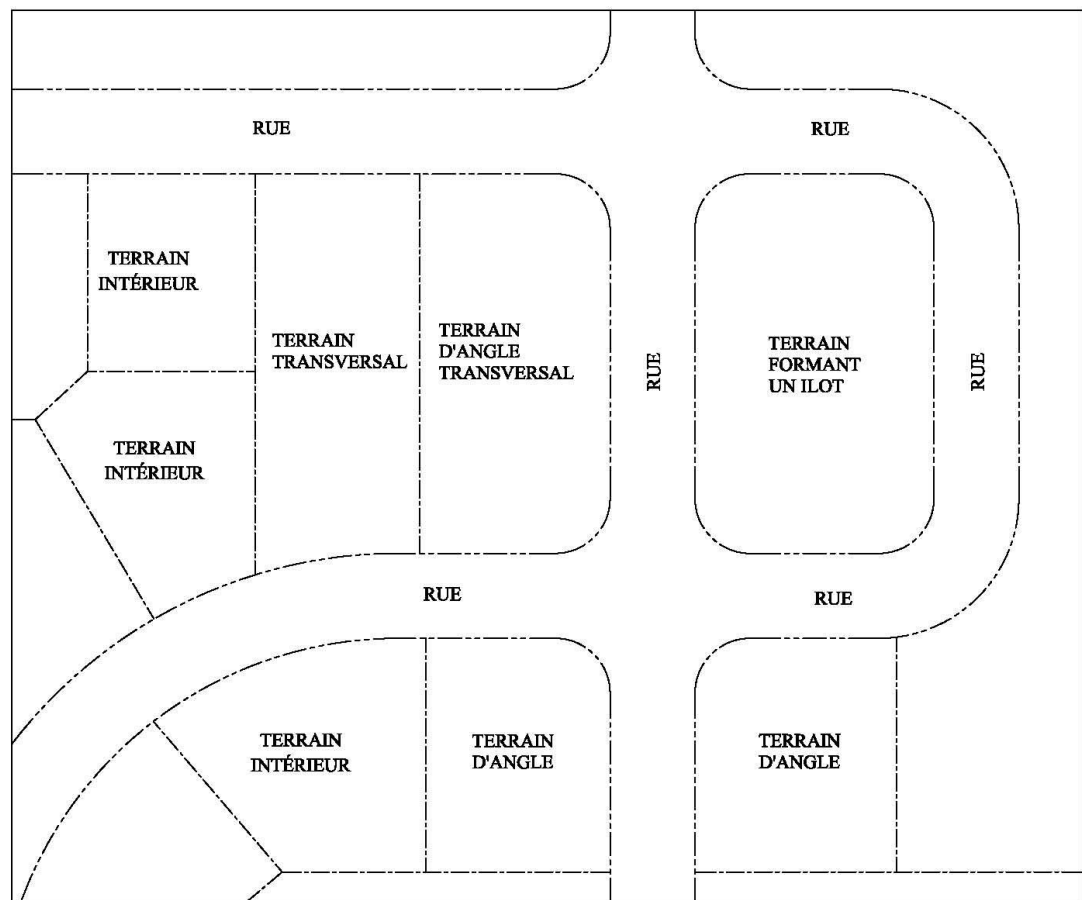 RUE
RUE
TERRAIN
INTÉRIEUR
TERRAIN
TRANSVERSAL
TERRAIN
D'ANGLE
TRANSVERSAL
RUE
TERRAIN
FORMANT
UN ILOT
RUE
TERRAIN
INTÉRIEUR
RUE
RUE
TERRAIN
INTÉRIEUR
TERRAIN
D'ANGLE
TERRAIN
D'ANGLE